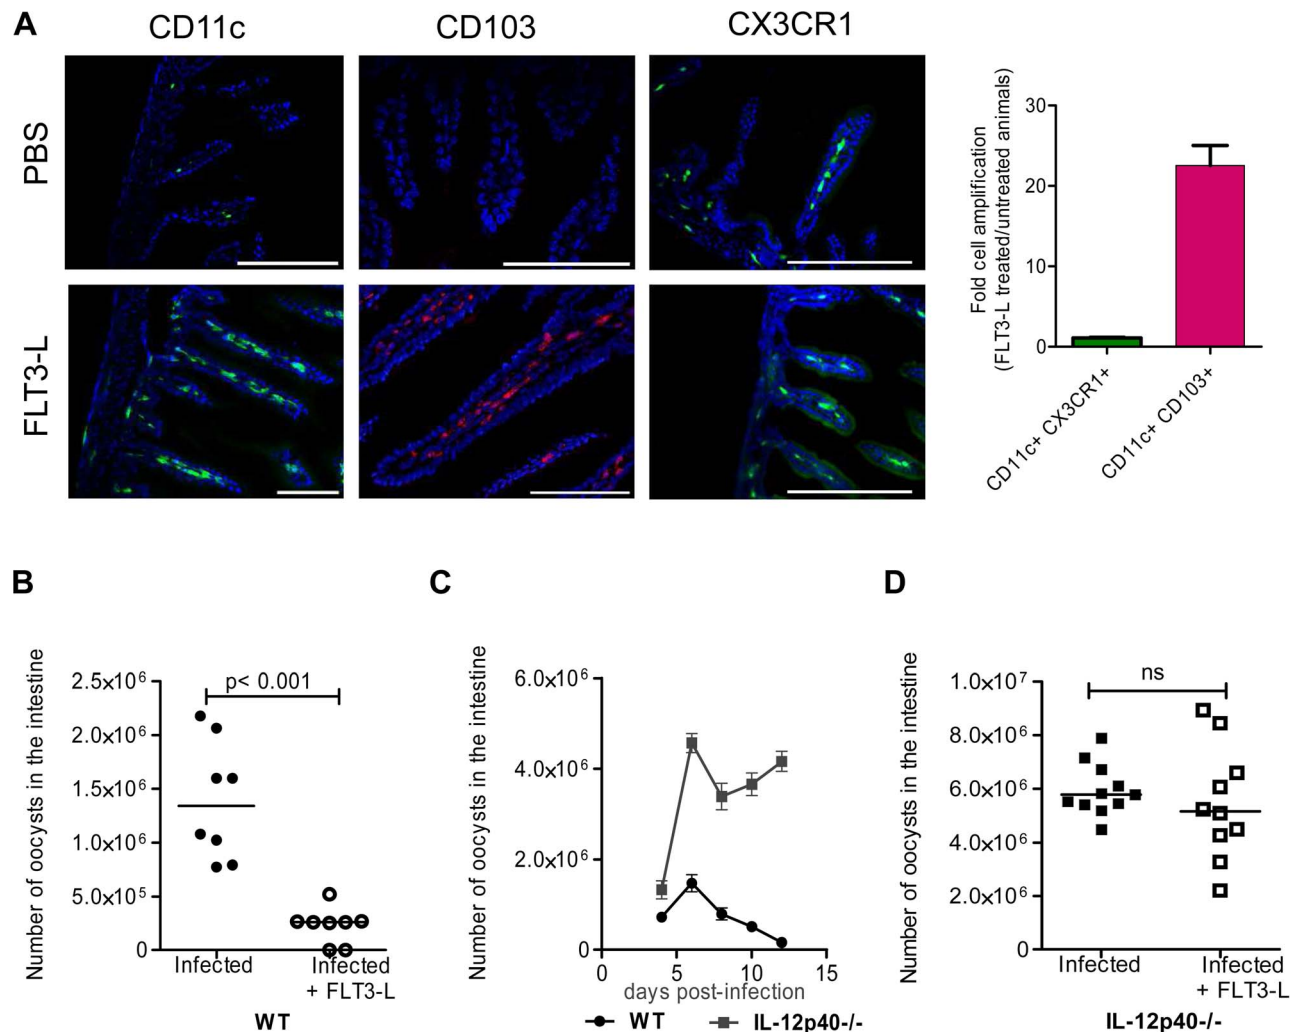 A
CD11c
CD103
CX3CR1
PBS
FLT3-L
Fold cell amplification
(FLT3-L treated/untreated animals)
30
20
10
0
CD11c+ CX3CR1+
CD11c+ CD103+
B
Number of oocysts in the intestine
2.5x10⁶
2.0x10⁶
1.5x10⁶
1.0x10⁶
5.0x10⁵
0
p< 0.001
Infected
Infected
+ FLT3-L
WT
C
Number of oocysts in the intestine
6.0x10⁶
4.0x10⁶
2.0x10⁶
0
0
5
10
15
days post-infection
WT
IL-12p40-/-
D
Number of oocysts in the intestine
1.0x10⁷
8.0x10⁶
6.0x10⁶
4.0x10⁶
2.0x10⁶
0
ns
Infected
Infected
+ FLT3-L
IL-12p40-/-